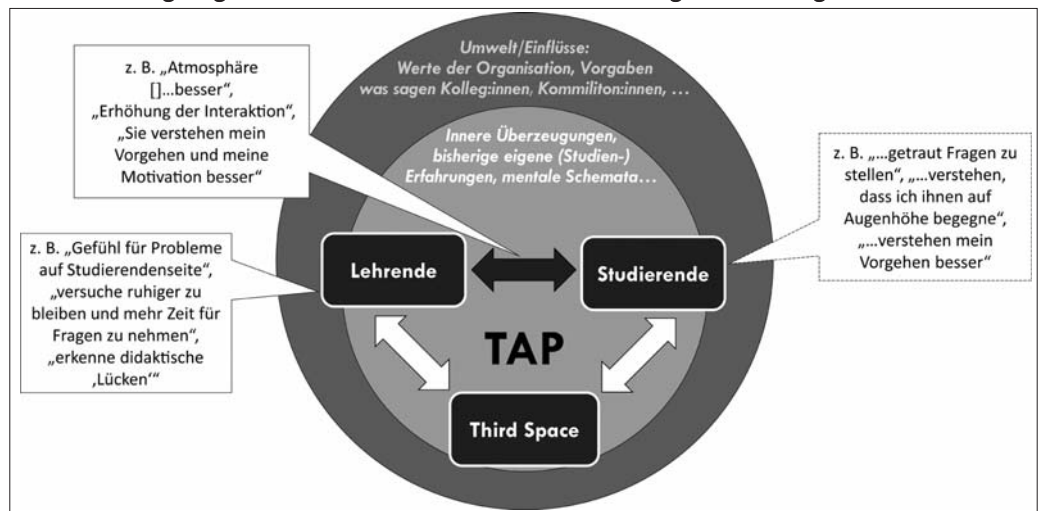 Umwelt/Einflüsse:
Werte der Organisation, Vorgaben
was sagen Kolleg:innen, Kommiliton:innen, …
Innere Überzeugungen,
bisherige eigene (Studien-)
Erfahrungen, mentale Schemata…
z. B. „Atmosphäre
[]…besser“,
„Erhöhung der Interaktion“,
„Sie verstehen mein
Vorgehen und meine
Motivation besser“
z. B. „…getraut Fragen zu
stellen“, „…verstehen,
dass ich ihnen auf
Augenhöhe begegne“,
„…verstehen mein
Vorgehen besser“
z. B. „Gefühl für Probleme
auf Studierendenseite“,
„versuche ruhiger zu
bleiben und mehr Zeit für
Fragen zu nehmen“,
„erkenne didaktische
‚Lücken‘“
Lehrende
Studierende
TAP
Third Space